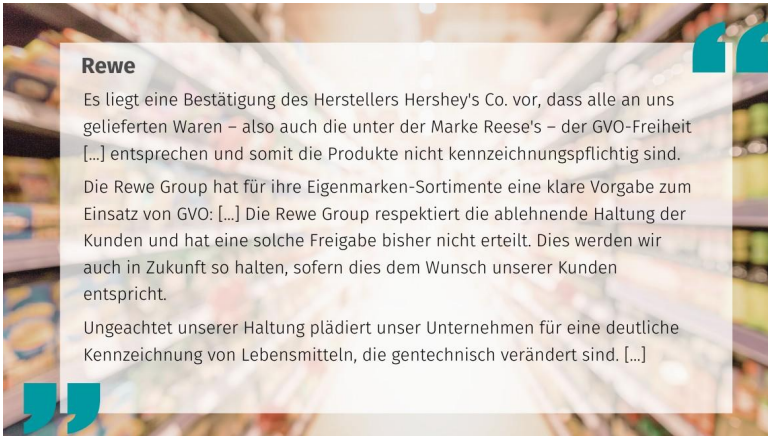 Rewe
Es liegt eine Bestätigung des Herstellers Hershey's Co. vor, dass alle an uns
gelieferten Waren – also auch die unter der Marke Reese's – der GVO-Freiheit
[...] entsprechen und somit die Produkte nicht kennzeichnungspflichtig sind.
Die Rewe Group hat für ihre Eigenmarken-Sortimente eine klare Vorgabe zum
Einsatz von GVO: [...] Die Rewe Group respektiert die ablehnende Haltung der
Kunden und hat eine solche Freigabe bisher nicht erteilt. Dies werden wir
auch in Zukunft so halten, sofern dies dem Wunsch unserer Kunden
entspricht.
Ungeachtet unserer Haltung plädiert unser Unternehmen für eine deutliche
Kennzeichnung von Lebensmitteln, die gentechnisch verändert sind. [...]